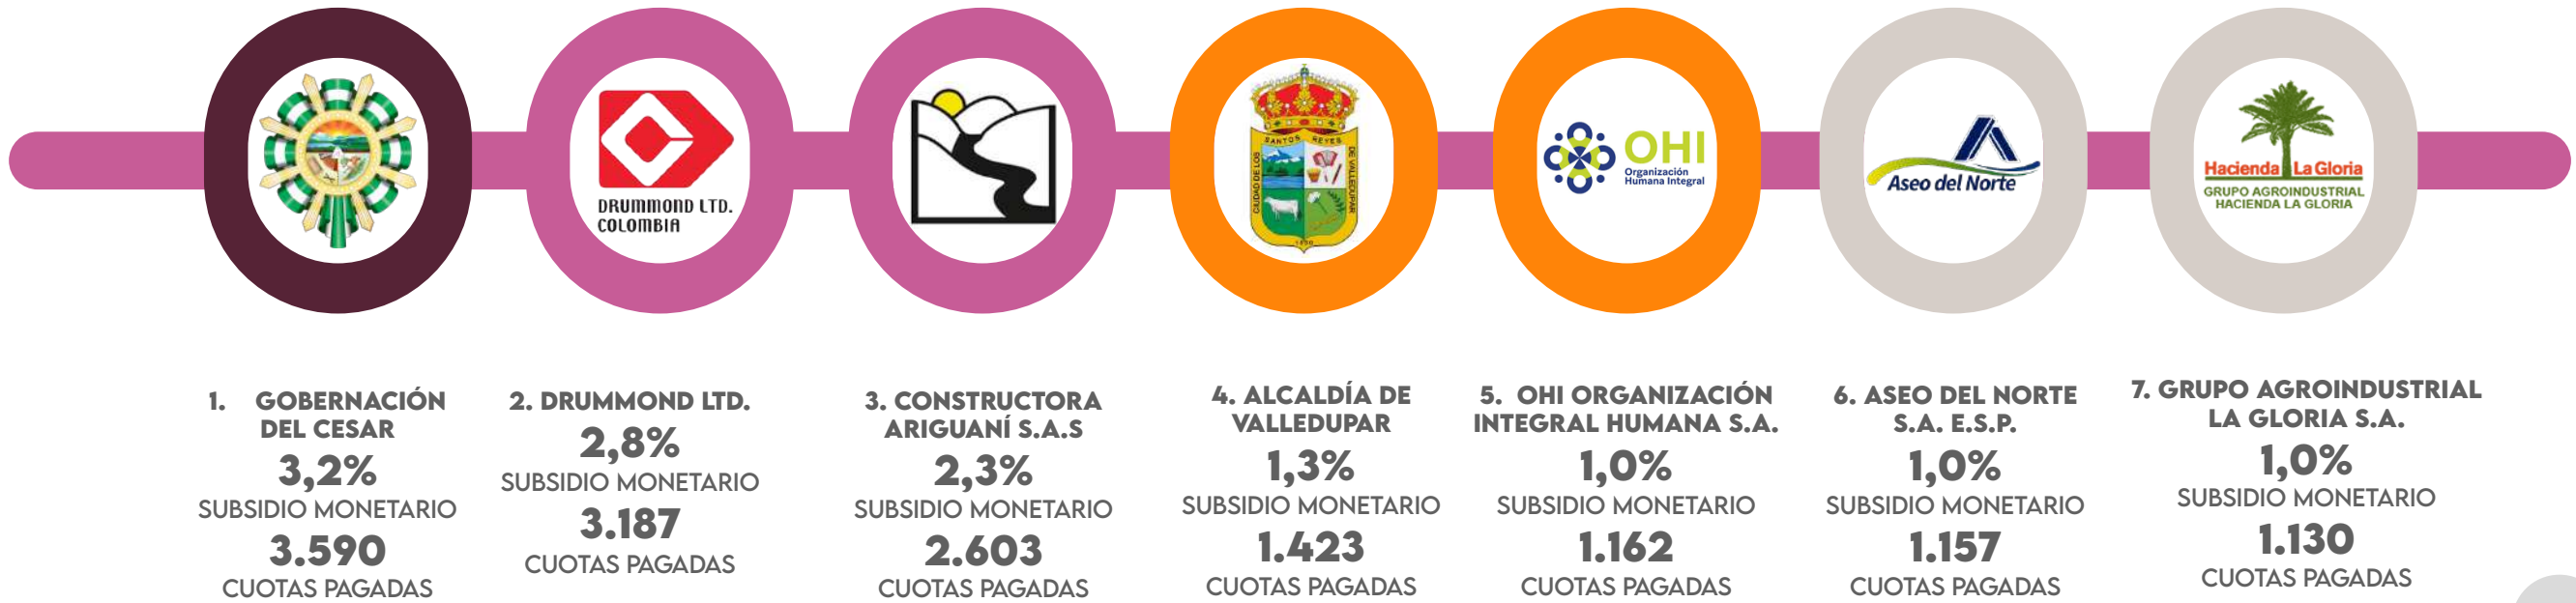 SANTOS REYES
CIUDAD DE LOS
DE VALLEDUPAR
1550
DRUMMOND LTD.
COLOMBIA
OHI
Organización
Humana Integral
Aseo del Norte
Hacienda La Gloria
GRUPO AGROINDUSTRIAL
HACIENDA LA GLORIA
1. GOBERNACIÓN
DEL CESAR
3,2%
SUBSIDIO MONETARIO
3.590
CUOTAS PAGADAS
2. DRUMMOND LTD.
2,8%
SUBSIDIO MONETARIO
3.187
CUOTAS PAGADAS
3. CONSTRUCTORA
ARIGUANÍ S.A.S
2,3%
SUBSIDIO MONETARIO
2.603
CUOTAS PAGADAS
4. ALCALDÍA DE
VALLEDUPAR
1,3%
SUBSIDIO MONETARIO
1.423
CUOTAS PAGADAS
5. OHI ORGANIZACIÓN
INTEGRAL HUMANA S.A.
1,0%
SUBSIDIO MONETARIO
1.162
CUOTAS PAGADAS
6. ASEO DEL NORTE
S.A. E.S.P.
1,0%
SUBSIDIO MONETARIO
1.157
CUOTAS PAGADAS
7. GRUPO AGROINDUSTRIAL
LA GLORIA S.A.
1,0%
SUBSIDIO MONETARIO
1.130
CUOTAS PAGADAS